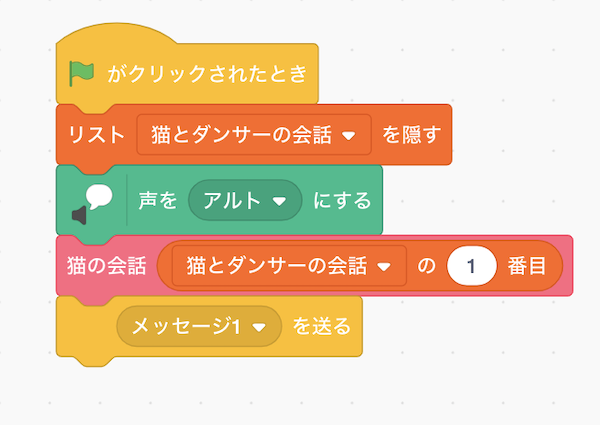 がクリックされたとき
リスト 猫とダンサーの会話 を隠す
声を アルト にする
猫の会話 猫とダンサーの会話 の 1 番目
メッセージ1 を送る